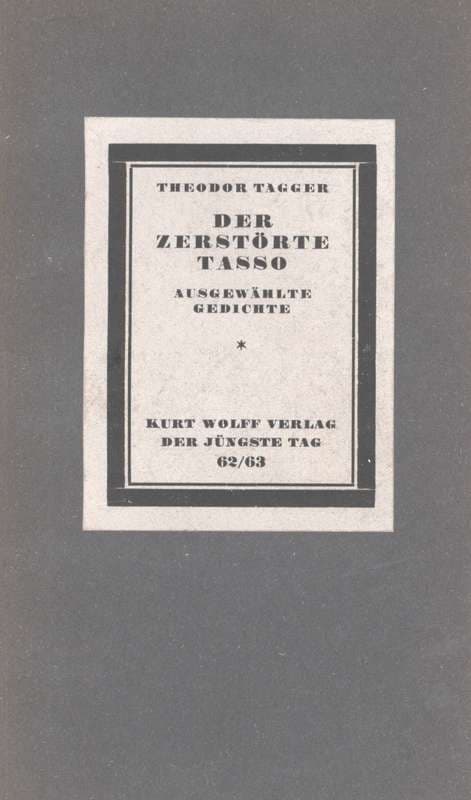 THEODOR TAGGER
DER
ZERSTÖRTE
TASSO
AUSGEWÄHLTE
GEDICHTE
*
KURT WOLFF VERLAG
DER JÜNGSTE TAG
62/63